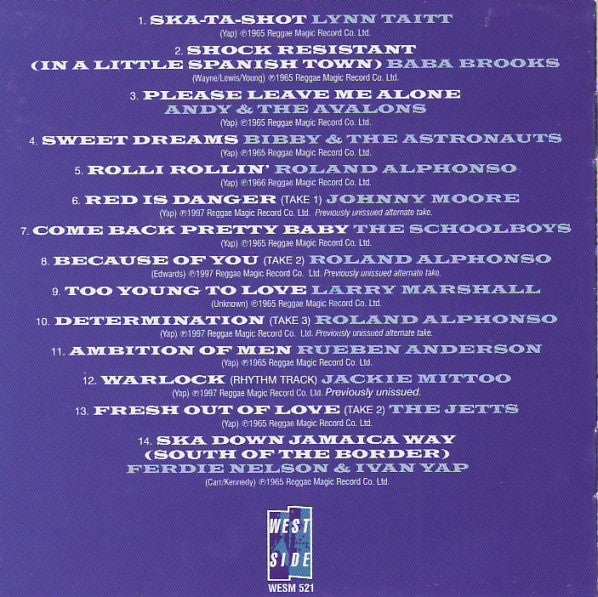 1. SKA-TA-SHOT LYNN TAITT
(Yap) ℗1965 Reggae Magic Record Co. Ltd.
2. SHOCK RESISTANT
(IN A LITTLE SPANISH TOWN) BABA BROOKS
(Wayne/Lewis/Young) ℗1965 Reggae Magic Record Co. Ltd.
3. PLEASE LEAVE ME ALONE
ANDY & THE AVALONS
(Yap) ℗1965 Reggae Magic Record Co. Ltd.
4. SWEET DREAMS BIBBY & THE ASTRONAUTS
(Yap) ℗1965 Reggae Magic Record Co. Ltd.
5. ROLLI ROLLIN' ROLAND ALPHONSO
(Yap) ℗1966 Reggae Magic Record Co. Ltd.
6. RED IS DANGER (TAKE 1) JOHNNY MOORE
(Yap) ℗1997 Reggae Magic Record Co. Ltd. Previously unissued alternate take.
7. COME BACK PRETTY BABY THE SCHOOLBOYS
(Yap) ℗1965 Reggae Magic Record Co. Ltd.
8. BECAUSE OF YOU (TAKE 2) ROLAND ALPHONSO
(Edwards) ℗1997 Reggae Magic Record Co. Ltd. Previously unissued alternate take.
9. TOO YOUNG TO LOVE LARRY MARSHALL
(Unknown) ℗1965 Reggae Magic Record Co. Ltd.
10. DETERMINATION (TAKE 3) ROLAND ALPHONSO
(Yap) ℗1997 Reggae Magic Record Co. Ltd. Previously unissued alternate take.
11. AMBITION OF MEN RUEBEN ANDERSON
(Yap) ℗1965 Reggae Magic Record Co. Ltd.
12. WARLOCK (RHYTHM TRACK) JACKIE MITTOO
(Yap) ℗1997 Reggae Magic Record Co. Ltd. Previously unissued.
13. FRESH OUT OF LOVE (TAKE 2) THE JETTS
(Yap) ℗1965 Reggae Magic Record Co. Ltd.
14. SKA DOWN JAMAICA WAY
(SOUTH OF THE BORDER)
FERDIE NELSON & IVAN YAP
(Carr/Kennedy) ℗1965 Reggae Magic Record Co. Ltd.
WEST
SIDE
WESM 521